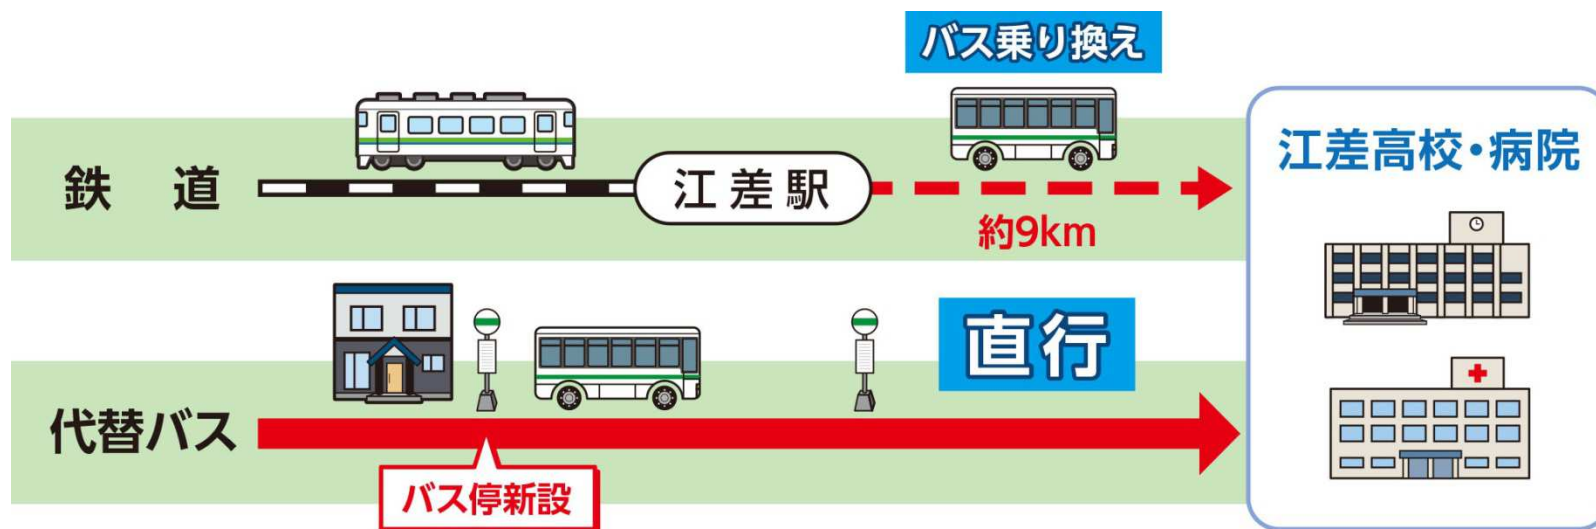 バス乗り換え
鉄道
江差駅
約9km
江差高校・病院
直行
代替バス
バス停新設